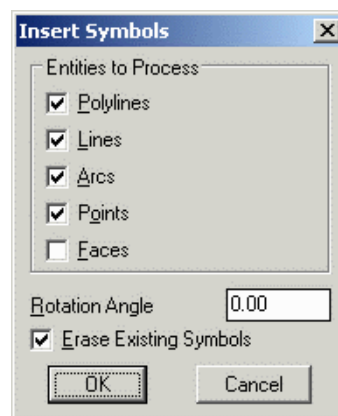 Insert Symbols
Entities to Process
Polylines
Lines
Arcs
Points
Faces
Rotation Angle 0.00
Erase Existing Symbols
OK Cancel